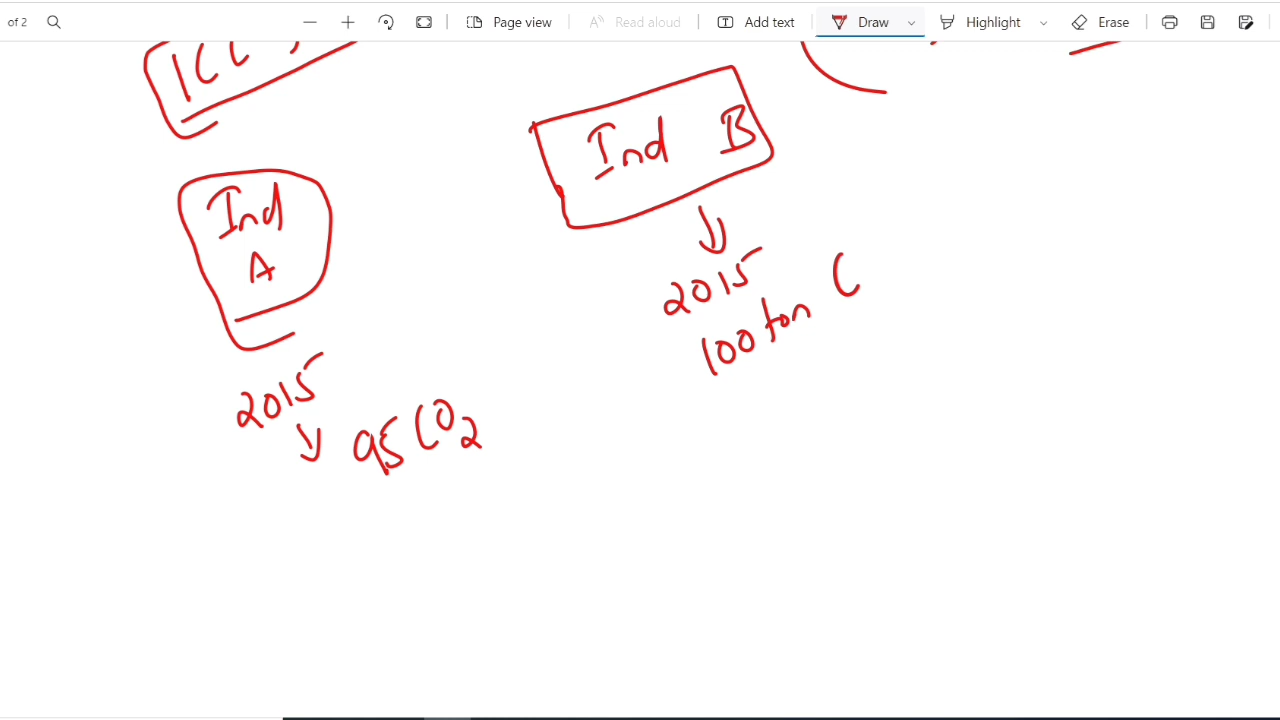 of 2
Page view
Read aloud
Add text
Draw
Highlight
Erase
Ind B
Ind
A
2015
100 ton C
2015
95 CO2